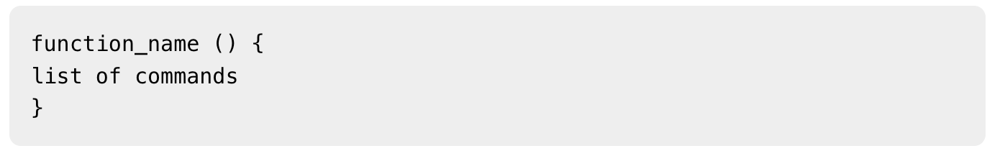 function_name () {
list of commands
}